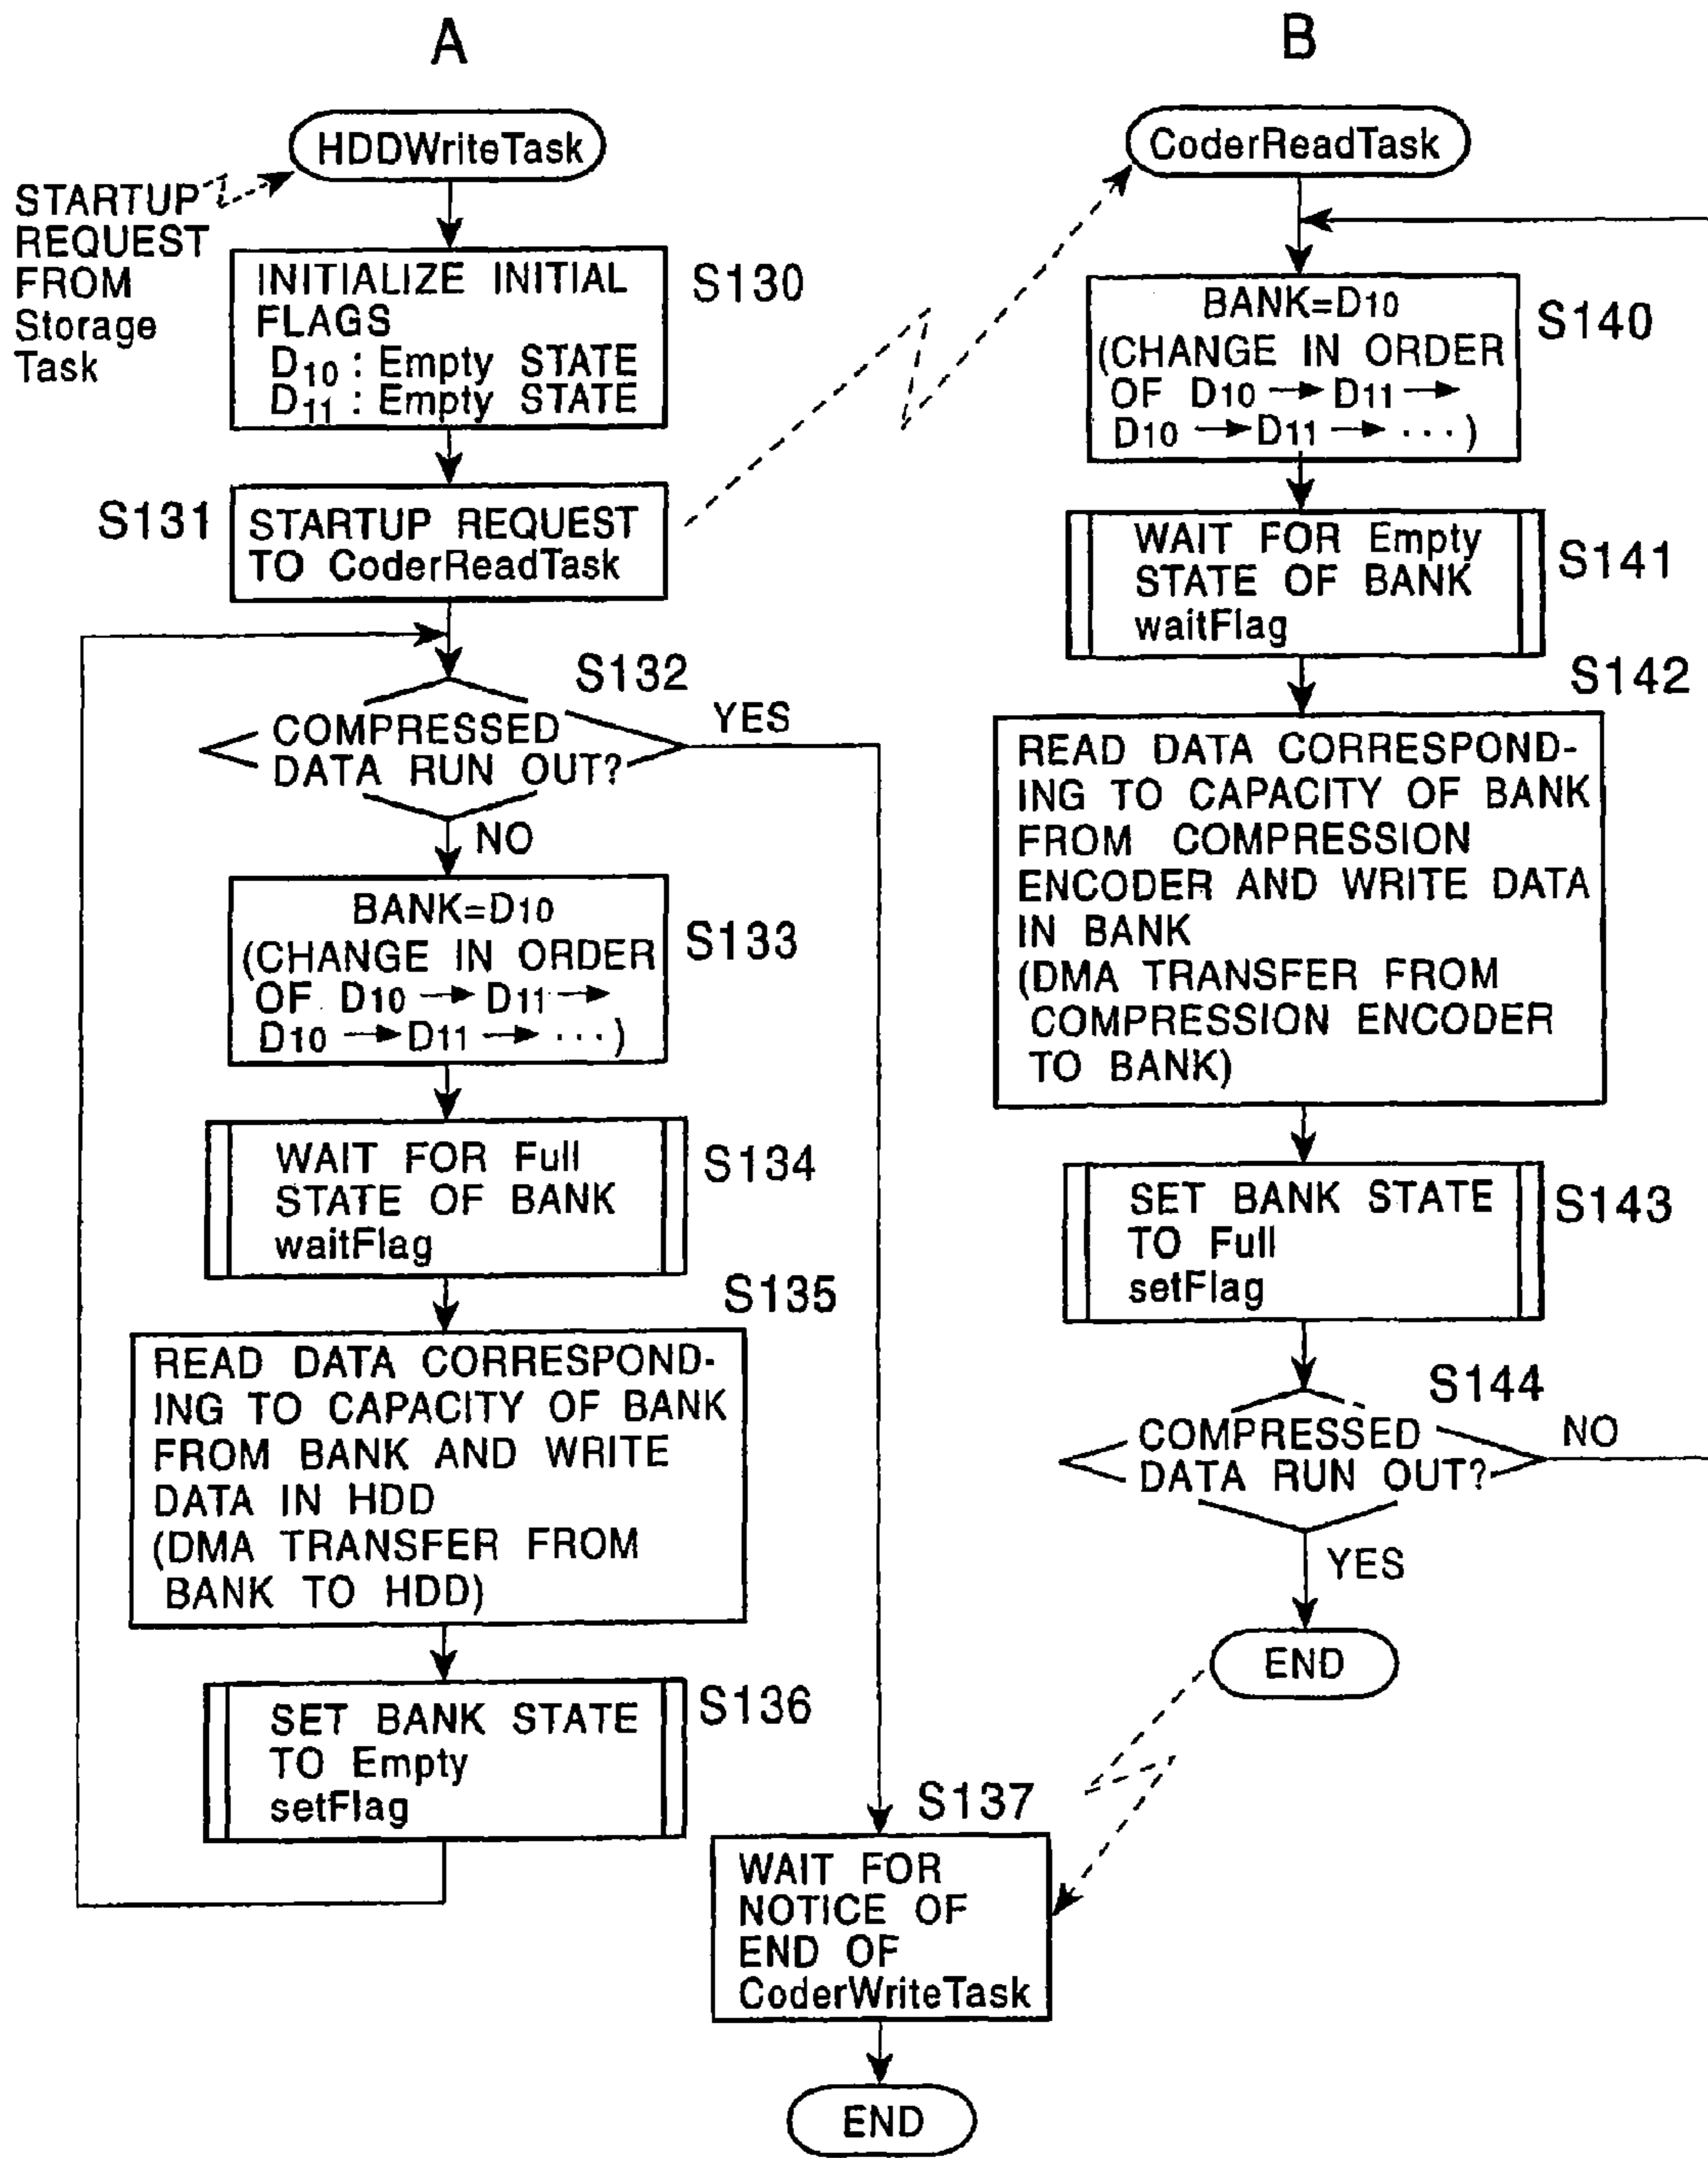 A
HDDWriteTask
STARTUP
REQUEST
FROM
Storage
Task
INITIALIZE INITIAL
FLAGS
D10 : Empty STATE
D11 : Empty STATE
S130
S131
STARTUP REQUEST
TO CoderReadTask
S132
COMPRESSED
DATA RUN OUT?
YES
NO
BANK=D10
(CHANGE IN ORDER
OF D10 → D11 →
D10 → D11 → ···)
S133
WAIT FOR Full
STATE OF BANK
waitFlag
S134
S135
READ DATA CORRESPOND-
ING TO CAPACITY OF BANK
FROM BANK AND WRITE
DATA IN HDD
(DMA TRANSFER FROM
BANK TO HDD)
SET BANK STATE
TO Empty
setFlag
S136
S137
WAIT FOR
NOTICE OF
END OF
CoderWriteTask
END
B
CoderReadTask
BANK=D10
(CHANGE IN ORDER
OF D10 → D11 →
D10 → D11 → ···)
S140
WAIT FOR Empty
STATE OF BANK
waitFlag
S141
S142
READ DATA CORRESPOND-
ING TO CAPACITY OF BANK
FROM COMPRESSION
ENCODER AND WRITE DATA
IN BANK
(DMA TRANSFER FROM
COMPRESSION ENCODER
TO BANK)
SET BANK STATE
TO Full
setFlag
S143
S144
COMPRESSED
DATA RUN OUT?
NO
YES
END